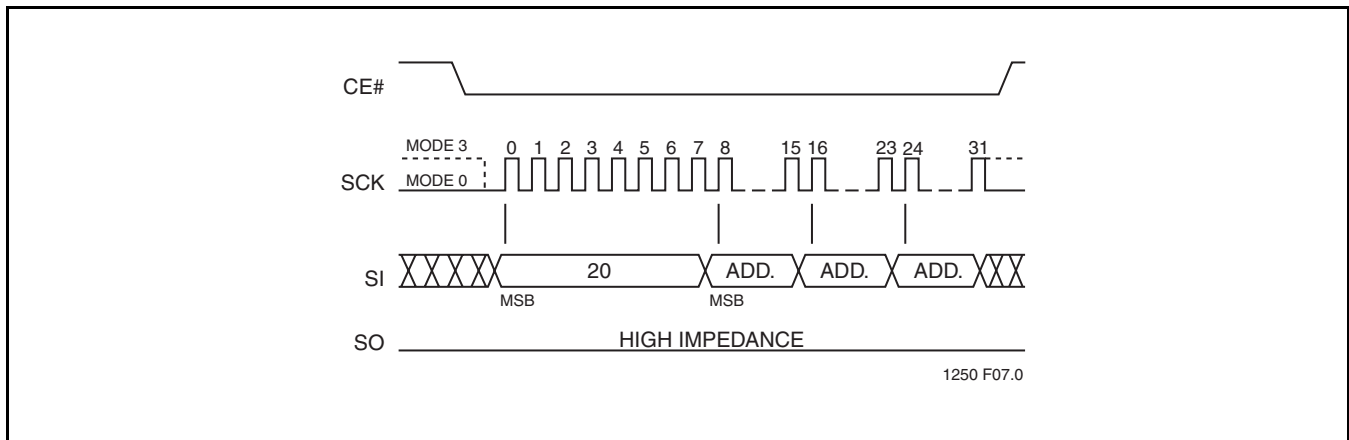 CE#
MODE 3
0 1 2 3 4 5 6 7 8 15 16 23 24 31
SCK MODE 0
SI 20 ADD. ADD. ADD.
MSB MSB
SO HIGH IMPEDANCE
1250 F07.0